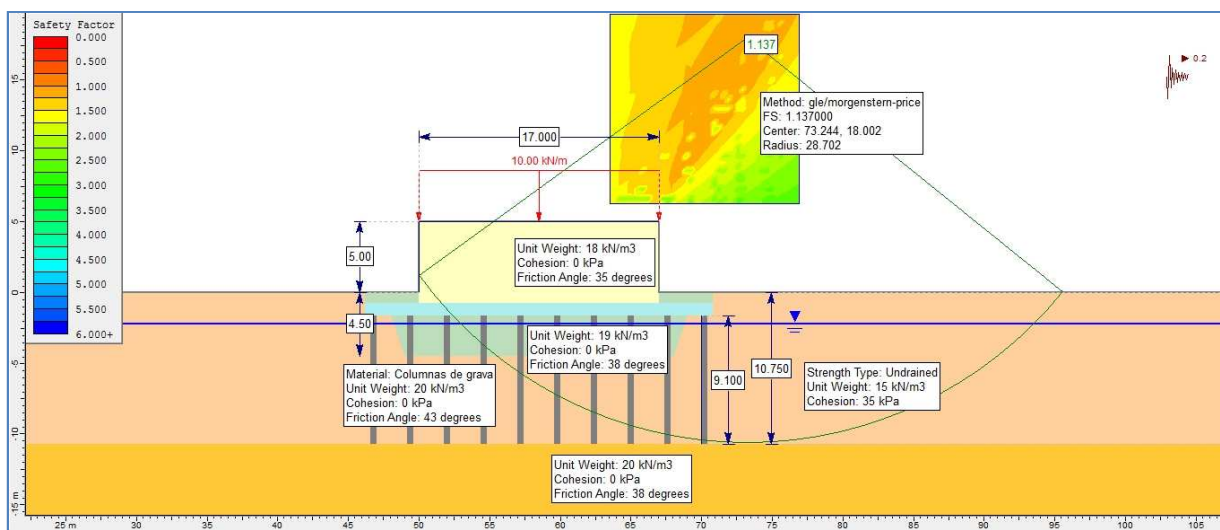 Safety Factor
0.000
0.500
1.000
1.500
2.000
2.500
3.000
3.500
4.000
4.500
5.000
5.500
6.000+
1.137
0.2
Method: gle/morgenstern-price
FS: 1.137000
Center: 73.244, 18.002
Radius: 28.702
17.000
10.00 kN/m
5.00
Unit Weight: 18 kN/m3
Cohesion: 0 kPa
Friction Angle: 35 degrees
4.50
Unit Weight: 19 kN/m3
Cohesion: 0 kPa
Friction Angle: 38 degrees
9.100
10.750
Strength Type: Undrained
Unit Weight: 15 kN/m3
Cohesion: 35 kPa
Material: Columnas de grava
Unit Weight: 20 kN/m3
Cohesion: 0 kPa
Friction Angle: 43 degrees
Unit Weight: 20 kN/m3
Cohesion: 0 kPa
Friction Angle: 38 degrees
15
10
5
0
-5
-10
-15 m
25 m 30 35 40 45 50 55 60 65 70 75 80 85 90 95 100 105